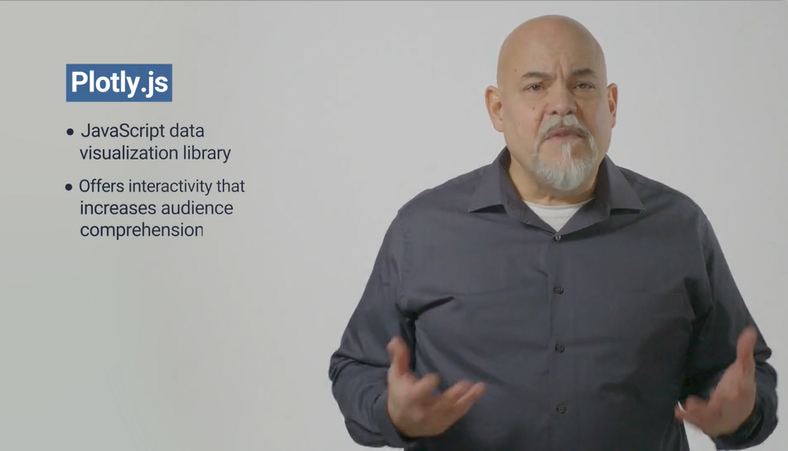 Plotly.js
• JavaScript data
visualization library
• Offers interactivity that
increases audience
comprehension